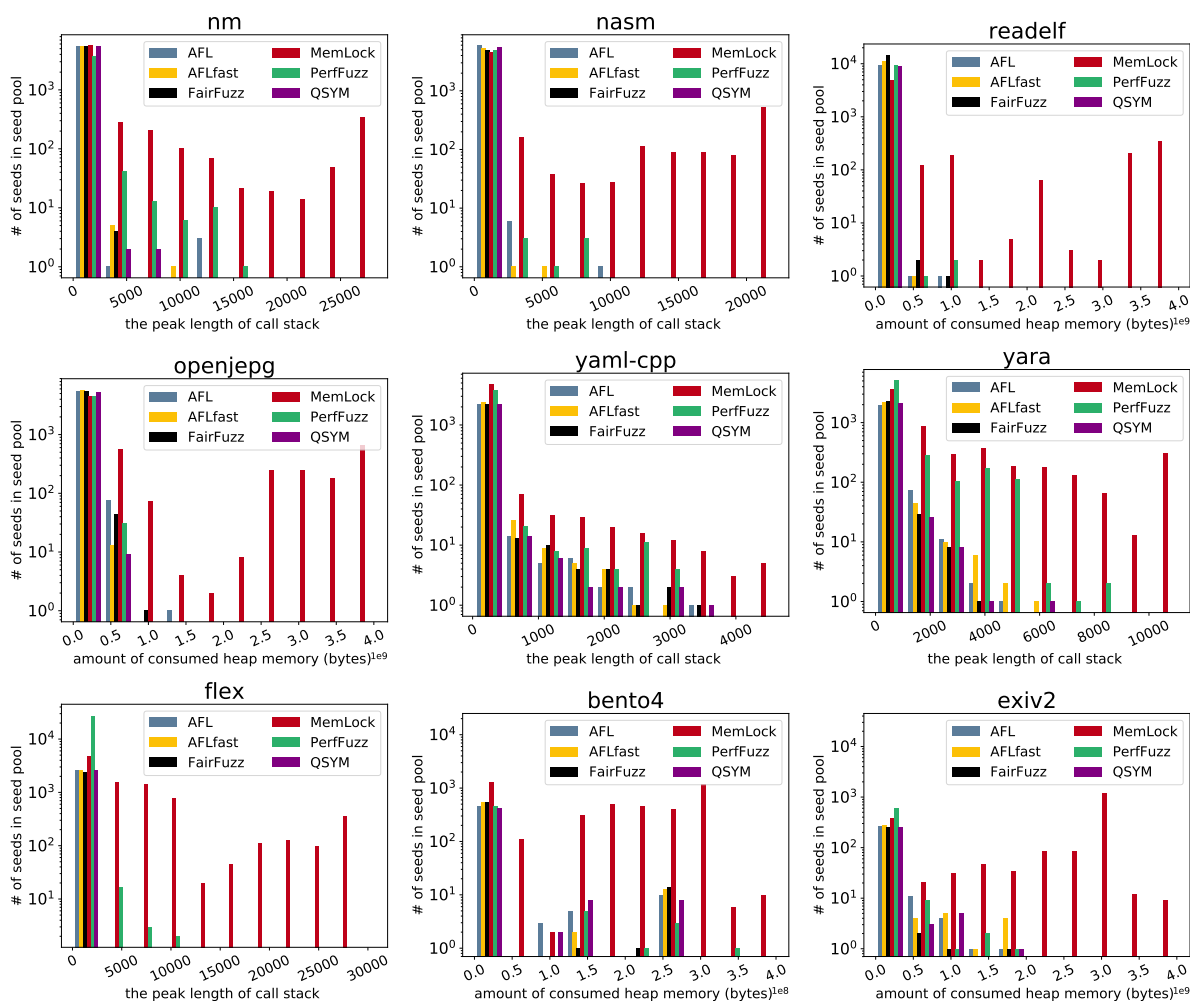 nm
# of seeds in seed pool
10^3
10^2
10^1
10^0
AFL
AFLfast
FairFuzz
MemLock
PerfFuzz
QSYM
0
5000
10000
15000
20000
25000
the peak length of call stack
nasm
# of seeds in seed pool
10^3
10^2
10^1
10^0
AFL
AFLfast
FairFuzz
MemLock
PerfFuzz
QSYM
0
5000
10000
15000
20000
the peak length of call stack
readelf
# of seeds in seed pool
10^4
10^3
10^2
10^1
10^0
AFL
AFLfast
FairFuzz
MemLock
PerfFuzz
QSYM
0.0
0.5
1.0
1.5
2.0
2.5
3.0
3.5
4.0
amount of consumed heap memory (bytes)
1e9
openjepg
# of seeds in seed pool
10^3
10^2
10^1
10^0
AFL
AFLfast
FairFuzz
MemLock
PerfFuzz
QSYM
0.0
0.5
1.0
1.5
2.0
2.5
3.0
3.5
4.0
amount of consumed heap memory (bytes)
1e9
yaml-cpp
# of seeds in seed pool
10^3
10^2
10^1
10^0
AFL
AFLfast
FairFuzz
MemLock
PerfFuzz
QSYM
0
1000
2000
3000
4000
the peak length of call stack
yara
# of seeds in seed pool
10^3
10^2
10^1
10^0
AFL
AFLfast
FairFuzz
MemLock
PerfFuzz
QSYM
0
2000
4000
6000
8000
10000
the peak length of call stack
flex
# of seeds in seed pool
10^4
10^3
10^2
10^1
AFL
AFLfast
FairFuzz
MemLock
PerfFuzz
QSYM
0
5000
10000
15000
20000
25000
30000
the peak length of call stack
bento4
# of seeds in seed pool
10^4
10^3
10^2
10^1
10^0
AFL
AFLfast
FairFuzz
MemLock
PerfFuzz
QSYM
0.0
0.5
1.0
1.5
2.0
2.5
3.0
3.5
4.0
amount of consumed heap memory (bytes)
1e8
exiv2
# of seeds in seed pool
10^4
10^3
10^2
10^1
10^0
AFL
AFLfast
FairFuzz
MemLock
PerfFuzz
QSYM
0.0
0.5
1.0
1.5
2.0
2.5
3.0
3.5
4.0
amount of consumed heap memory (bytes)
1e9